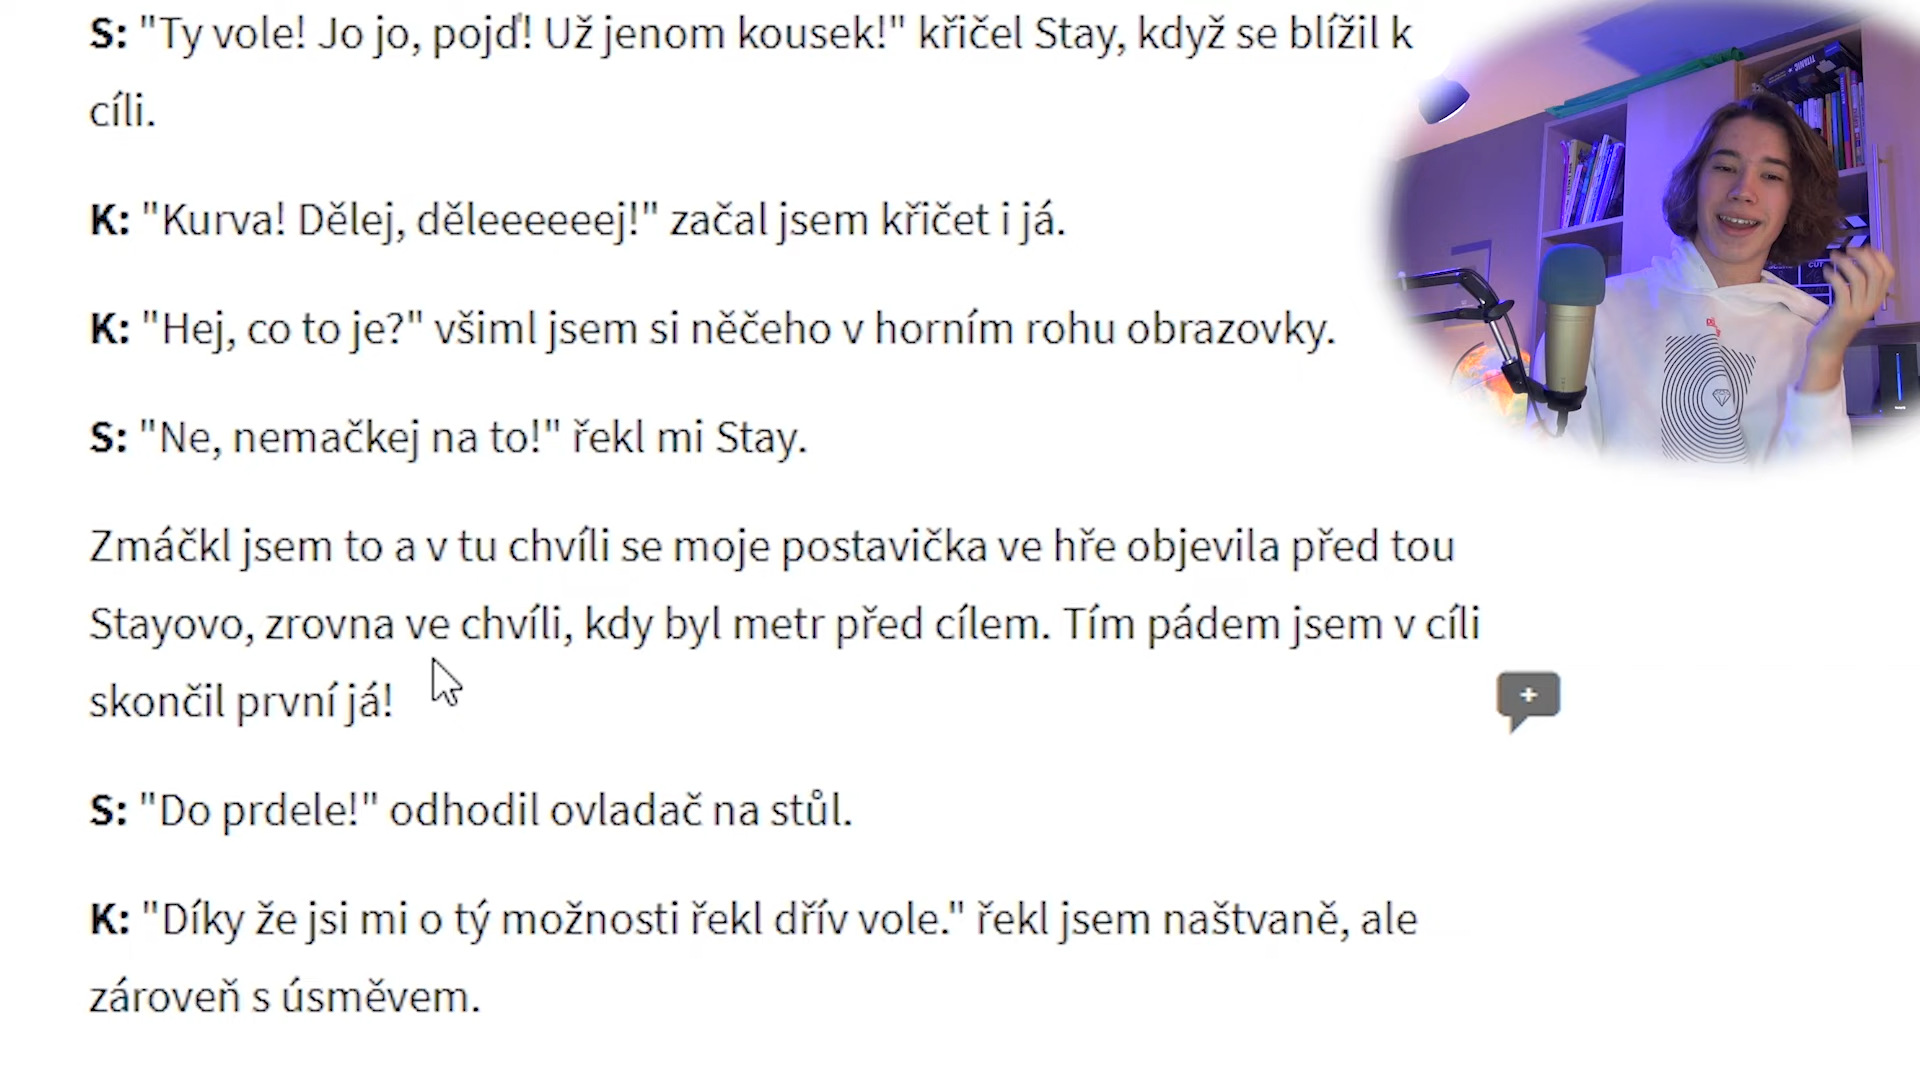 S: "Ty vole! Jo jo, pojď! Už jenom kousek!" křičel Stay, když se blížil k
cíli.
K: "Kurva! Dělej, děleeeeeej!" začal jsem křičet i já.
K: "Hej, co to je?" všiml jsem si něčeho v horním rohu obrazovky.
S: "Ne, nemačkej na to!" řekl mi Stay.
Zmáčkl jsem to a v tu chvíli se moje postavička ve hře objevila před tou
Stayovo, zrovna ve chvíli, kdy byl metr před cílem. Tím pádem jsem v cíli
skončil první já!
S: "Do prdele!" odhodil ovladač na stůl.
K: "Díky že jsi mi o tý možnosti řekl dřív vole." řekl jsem naštvaně, ale
zároveň s úsměvem.
TITANIC